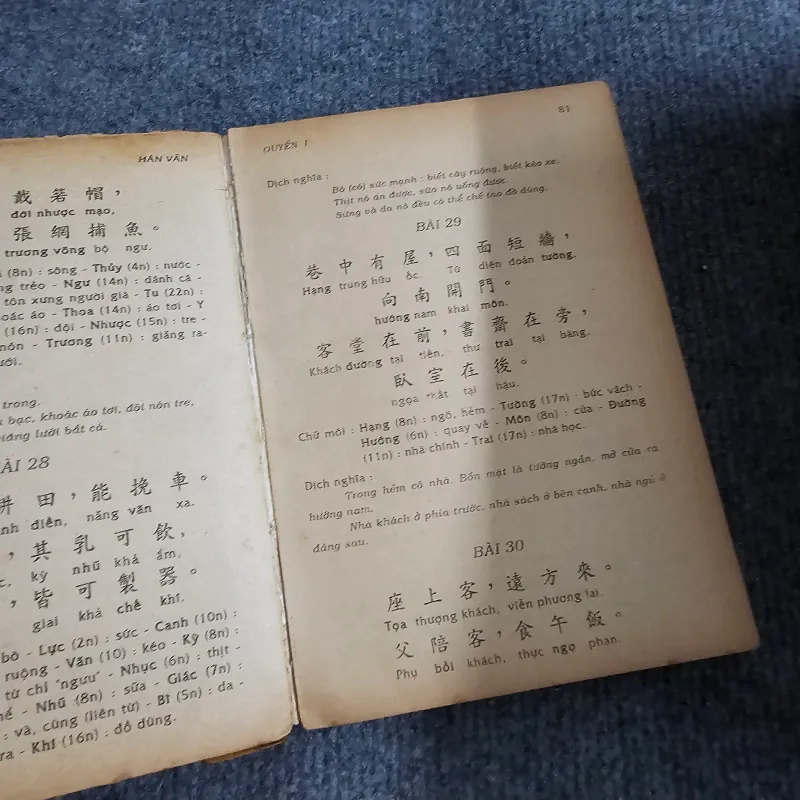 HÁN VĂN
戴 箬 帽,
đới nhược mạo,
張 網 捕 魚。
trương võng bộ ngư.
(8n) : sông - Thủy (4n) : nước -
trèo - Ngư (14n) : đánh cá -
tôn xưng người già - Tu (22n) :
áo - Thoa (14n) : áo tơi - Y
(16n) : đội - Nhược (15n) : tre -
nón - Trương (11n) : giăng ra-
trong.
bạc, khoác áo tơi, đội nón tre,
lưới bắt cá.
BÀI 28
耕 田, 能 挽 車。
điền, năng vãn xa.
, 其 乳 可 飲,
kỳ nhũ khả ẩm,
, 皆 可 製 器。
giai khả chế khí.
bò - Lực (2n) : sức - Canh (10n) :
ruộng - Vãn (10) : kéo - Kỳ (8n) :
từ chỉ "ngưu" - Nhục (6n) : thịt -
- Nhũ (8n) : sữa - Giác (7n) :
: và, cùng (liên từ) - Bì (5n) : da -
- Khí (16n) : đồ dùng.
QUYỂN I
81
Dịch nghĩa :
Bò (có) sức mạnh : biết cày ruộng, biết kéo xe.
Thịt nó ăn được, sữa nó uống được.
Sừng và da nó đều có thể chế tạo đồ dùng.
BÀI 29
巷 中 有 屋, 四 面 短 牆,
Hạng trung hữu ốc. Tứ diện đoản tường,
向 南 開 門。
hướng nam khai môn.
客 堂 在 前, 書 齋 在 旁,
Khách đường tại tiền, thư trai tại bàng,
臥 室 在 後。
ngọa thất tại hậu.
Chữ mới : Hạng (8n) : ngõ, hẻm - Tường (17n) : bức vách -
Hướng (6n) : quay về - Môn (8n) : cửa - Đường
(11n) : nhà chính - Trai (17n) : nhà học.
Dịch nghĩa :
Trong hẻm có nhà. Bốn mặt là tường ngắn, mở cửa ra
hướng nam.
Nhà khách ở phía trước, nhà sách ở bên cạnh, nhà ngủ ở
đàng sau.
BÀI 30
座 上 客, 遠 方 來。
Tọa thượng khách, viễn phương lai.
父 陪 客, 食 午 飯。
Phụ bồi khách, thực ngọ phạn.